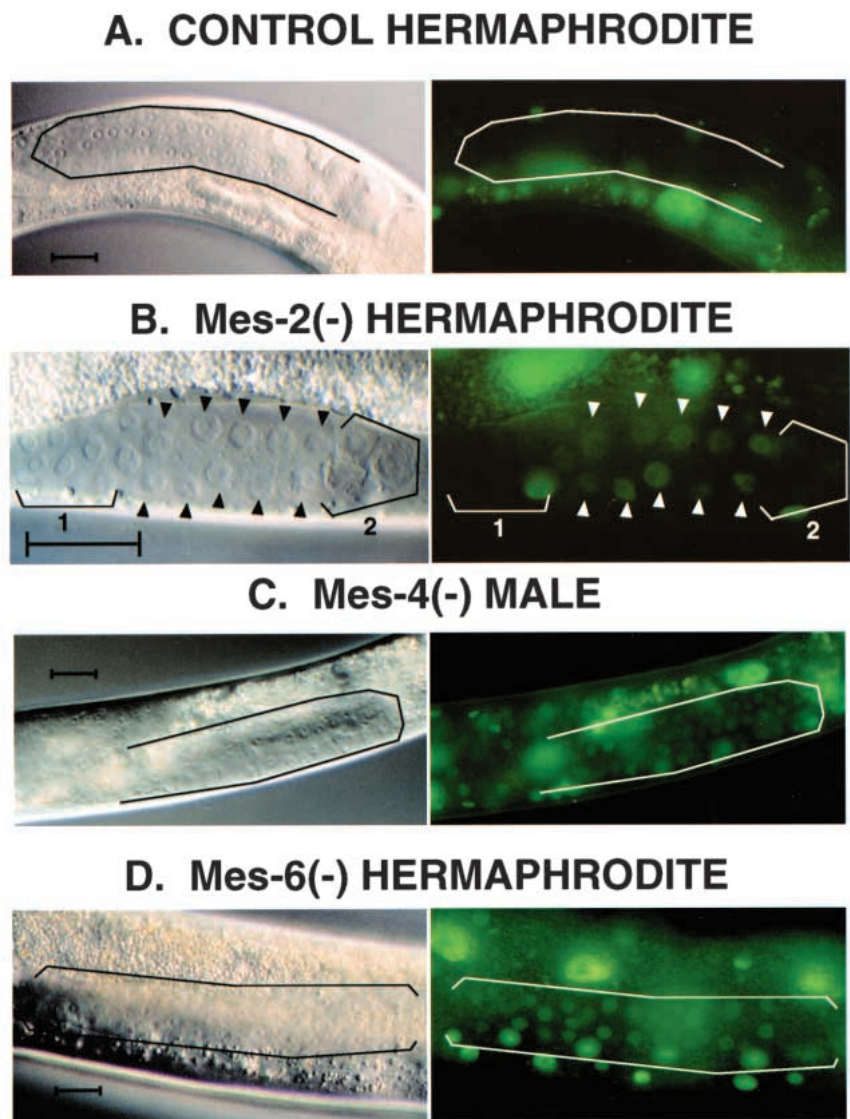 A. CONTROL HERMAPHRODITE
B. Mes-2(-) HERMAPHRODITE
1 2 1 2
C. Mes-4(-) MALE
D. Mes-6(-) HERMAPHRODITE